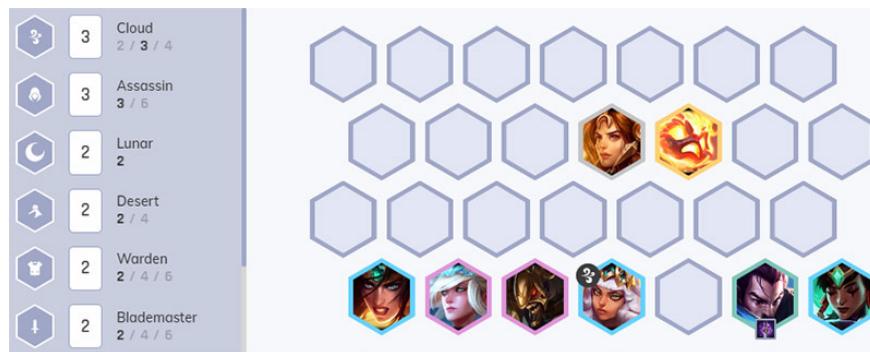 3
Cloud
2 / 3 / 4
3
Assassin
3 / 6
2
Lunar
2
2
Desert
2 / 4
2
Warden
2 / 4 / 6
2
Blademaster
2 / 4 / 6